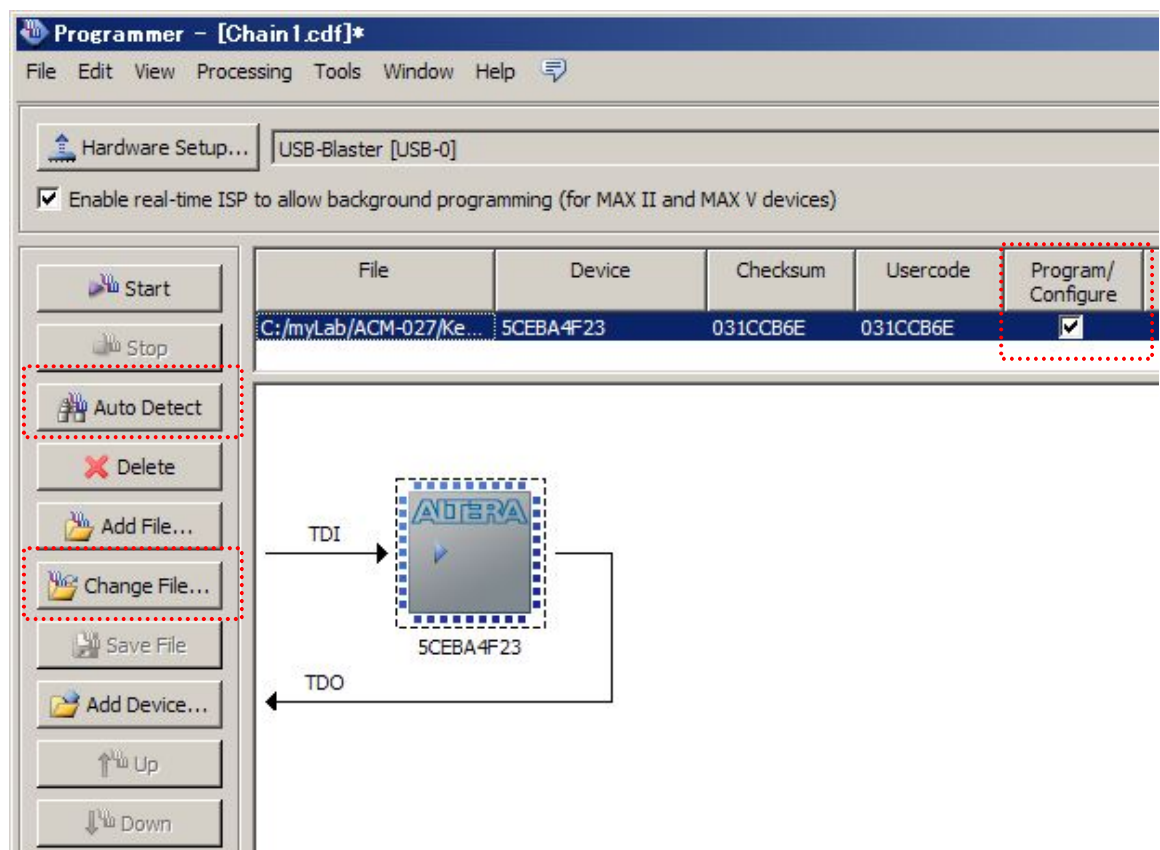 Programmer - [Chain1.cdf]*
File Edit View Processing Tools Window Help
Hardware Setup... USB-Blaster [USB-0]
Enable real-time ISP to allow background programming (for MAX II and MAX V devices)
Start
Stop
Auto Detect
Delete
Add File...
Change File...
Save File
Add Device...
Up
Down
File Device Checksum Usercode Program/
Configure
C:/myLab/ACM-027/Ke... 5CEBA4F23 031CCB6E 031CCB6E
ALTERA
TDI
5CEBA4F23
TDO